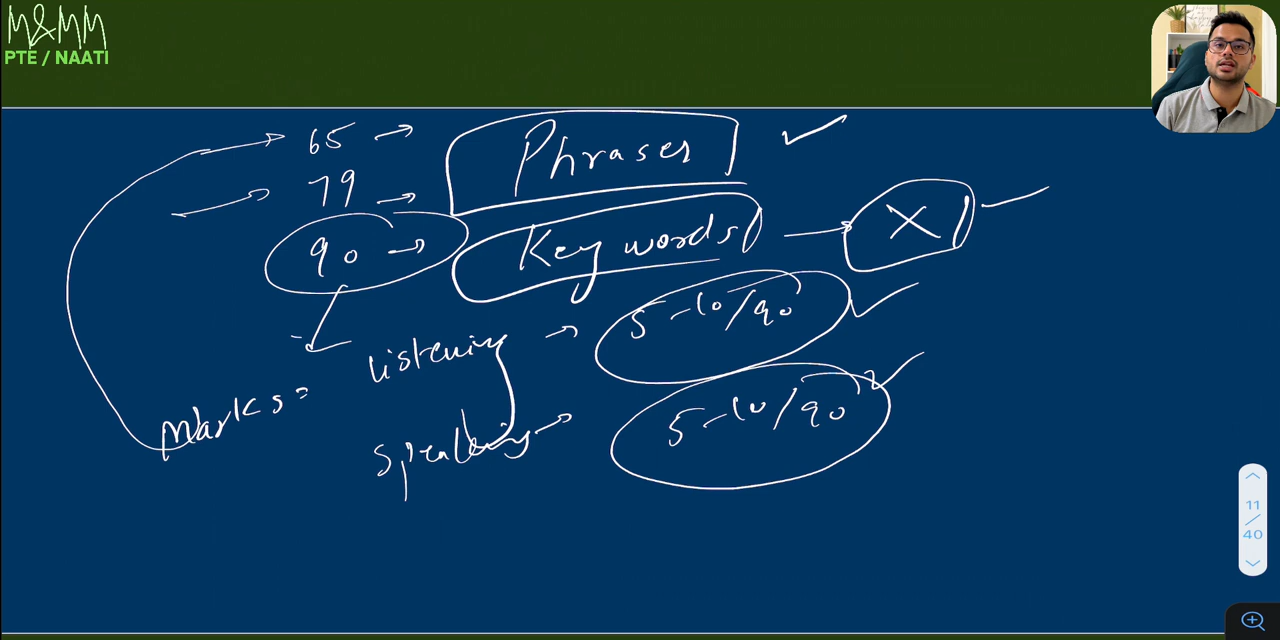 M&MM
PTE / NAATI
→ 65 → Phrases ✓
→ 79 →
90 → Keywords → X
Listening → 5-10/90 ✓
Marks =
Speaking → 5-10/90 ✓
11
/
40